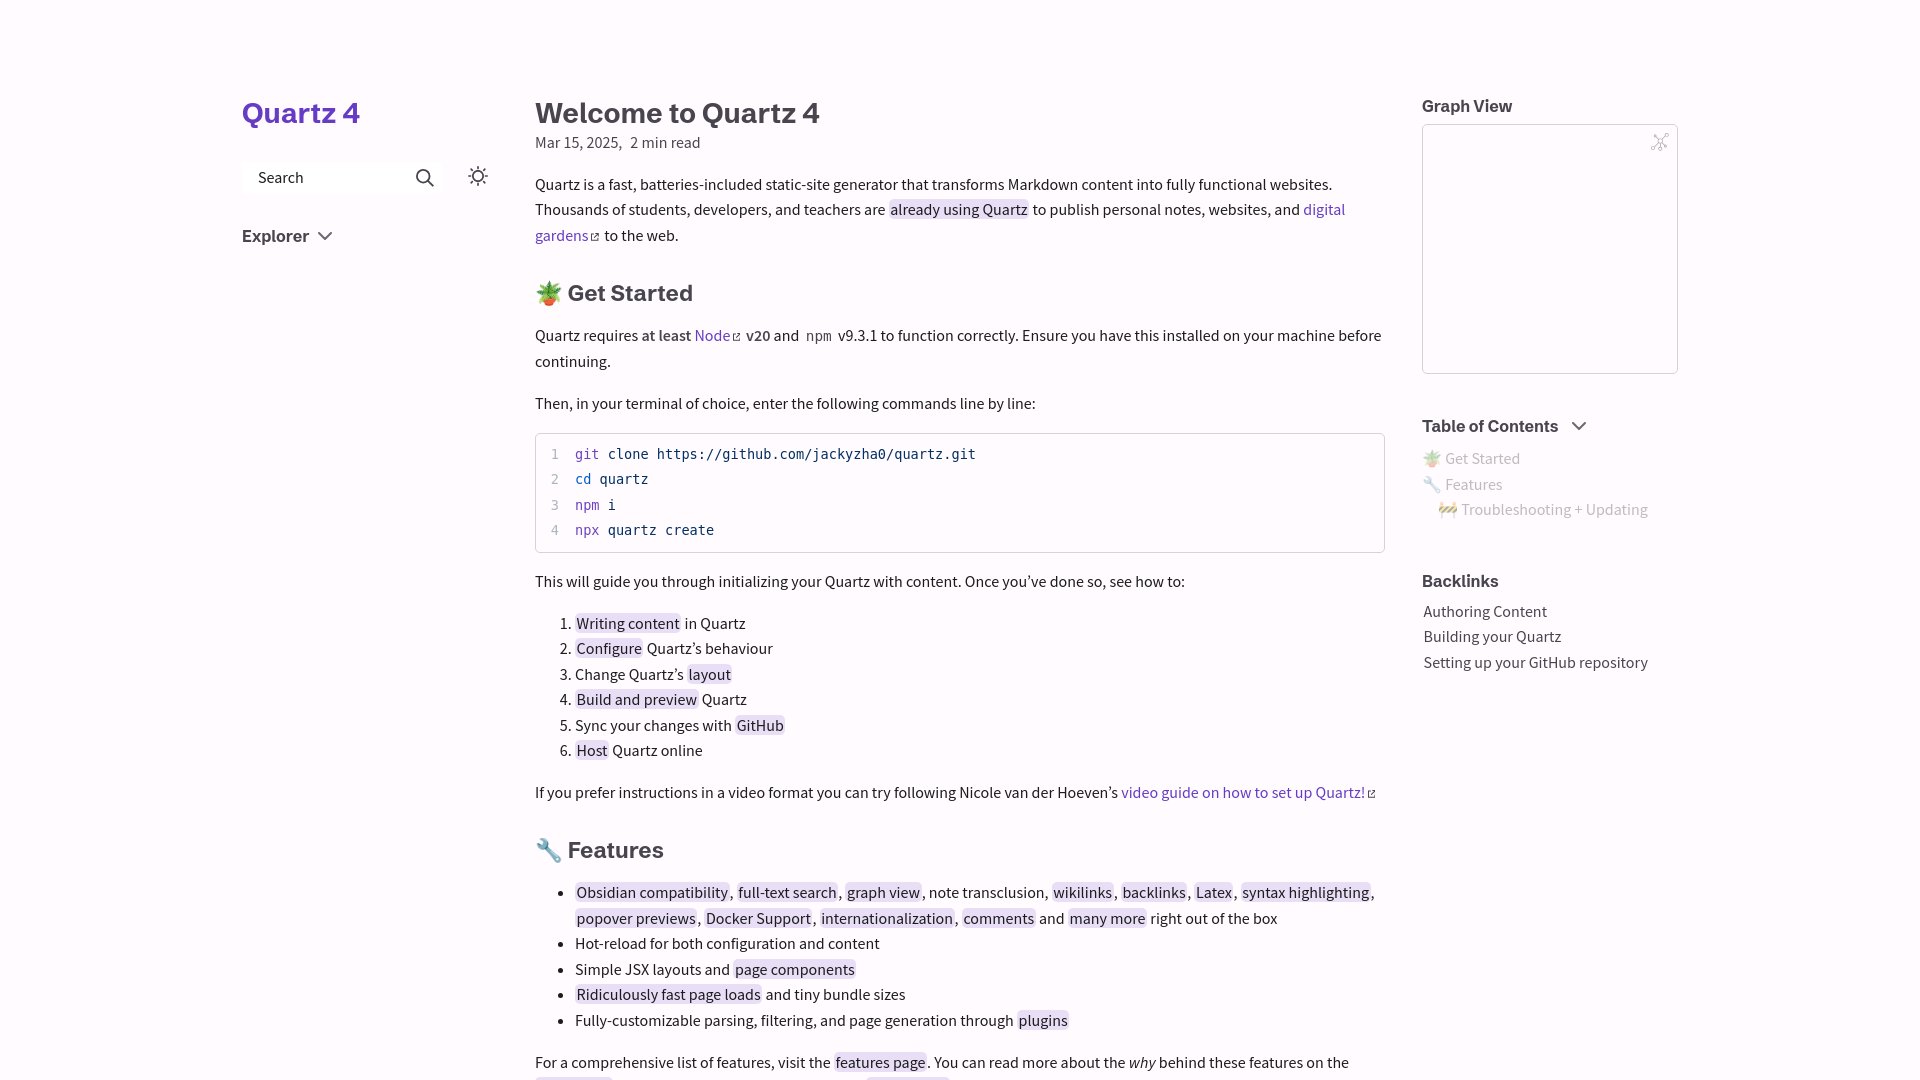 Quartz 4
Search
Explorer
Welcome to Quartz 4
Mar 15, 2025, 2 min read
Quartz is a fast, batteries-included static-site generator that transforms Markdown content into fully functional websites.
Thousands of students, developers, and teachers are already using Quartz to publish personal notes, websites, and digital
gardens to the web.
🪴 Get Started
Quartz requires at least Node v20 and npm v9.3.1 to function correctly. Ensure you have this installed on your machine before
continuing.
Then, in your terminal of choice, enter the following commands line by line:
1 git clone https://github.com/jackyzha0/quartz.git
2 cd quartz
3 npm i
4 npx quartz create
This will guide you through initializing your Quartz with content. Once you’ve done so, see how to:
1. Writing content in Quartz
2. Configure Quartz’s behaviour
3. Change Quartz’s layout
4. Build and preview Quartz
5. Sync your changes with GitHub
6. Host Quartz online
If you prefer instructions in a video format you can try following Nicole van der Hoeven’s video guide on how to set up Quartz!
🔧 Features
• Obsidian compatibility, full-text search, graph view, note transclusion, wikilinks, backlinks, Latex, syntax highlighting,
popover previews, Docker Support, internationalization, comments and many more right out of the box
• Hot-reload for both configuration and content
• Simple JSX layouts and page components
• Ridiculously fast page loads and tiny bundle sizes
• Fully-customizable parsing, filtering, and page generation through plugins
For a comprehensive list of features, visit the features page. You can read more about the why behind these features on the
Graph View
Table of Contents
🪴 Get Started
🔧 Features
🚧 Troubleshooting + Updating
Backlinks
Authoring Content
Building your Quartz
Setting up your GitHub repository